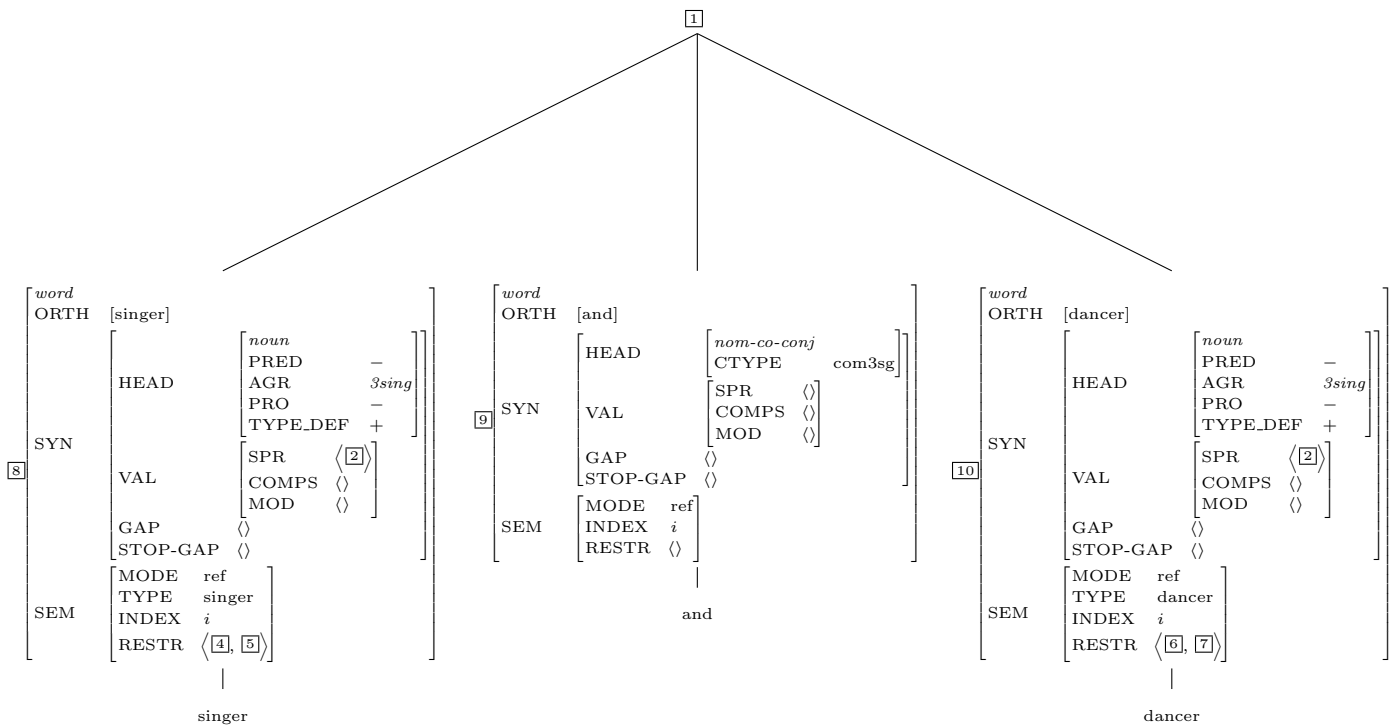 1
8 word
ORTH [singer]
SYN
HEAD
noun
PRED −
AGR 3sing
PRO −
TYPE_DEF +
VAL
SPR ⟨2⟩
COMPS ⟨⟩
MOD ⟨⟩
GAP ⟨⟩
STOP-GAP ⟨⟩
SEM
MODE ref
TYPE singer
INDEX i
RESTR ⟨4, 5⟩
singer
9 word
ORTH [and]
SYN
HEAD
nom-co-conj
CTYPE com3sg
VAL
SPR ⟨⟩
COMPS ⟨⟩
MOD ⟨⟩
GAP ⟨⟩
STOP-GAP ⟨⟩
SEM
MODE ref
INDEX i
RESTR ⟨⟩
and
10 word
ORTH [dancer]
SYN
HEAD
noun
PRED −
AGR 3sing
PRO −
TYPE_DEF +
VAL
SPR ⟨2⟩
COMPS ⟨⟩
MOD ⟨⟩
GAP ⟨⟩
STOP-GAP ⟨⟩
SEM
MODE ref
TYPE dancer
INDEX i
RESTR ⟨6, 7⟩
dancer